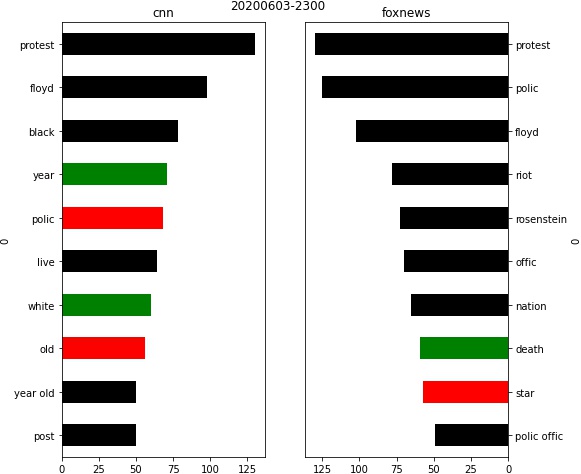 20200603-2300
cnn
foxnews
protest
floyd
black
year
polic
live
white
old
year old
post
0
0 25 50 75 100 125
protest
polic
floyd
riot
rosenstein
offic
nation
death
star
polic offic
0
125 100 75 50 25 0